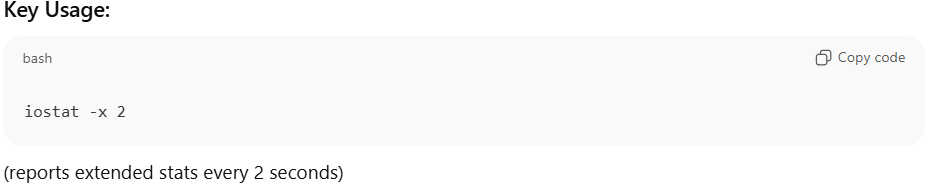 Key Usage:
bash
Copy code
iostat -x 2
(reports extended stats every 2 seconds)